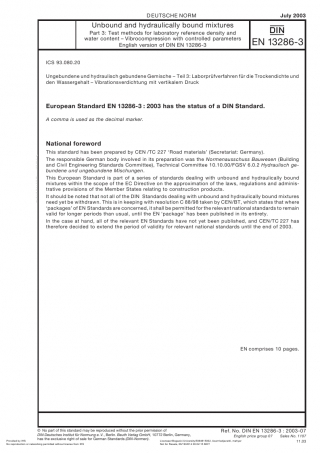 DEUTSCHE NORM
July 2003
Unbound and hydraulically bound mixtures
Part 3: Test methods for laboratory reference density and
water content – Vibrocompression with controlled parameters
English version of DIN EN 13286-3
DIN
EN 13286-3
ICS 93.080.20
Ungebundene und hydraulisch gebundene Gemische – Teil 3: Laborprüfverfahren für die Trockendichte und
den Wassergehalt – Vibrationsverdichtung mit vertikalem Druck
European Standard EN 13286-3 : 2003 has the status of a DIN Standard.
A comma is used as the decimal marker.
National foreword
This standard has been prepared by CEN /TC 227 'Road materials' (Secretariat: Germany).
The responsible German body involved in its preparation was the Normenausschuss Bauwesen (Building
and Civil Engineering Standards Committee), Technical Committee 10.10.00/FGSV 6.0.2 Hydraulisch ge-
bundene und ungebundene Mischungen.
This European Standard is part of a series of standards dealing with unbound and hydraulically bound
mixtures within the scope of the EC Directive on the approximation of the laws, regulations and adminis-
trative provisions of the Member States relating to construction products.
It should be noted that not all of the DIN Standards dealing with unbound and hydraulically bound mixtures
need yet be withdrawn. This is in keeping with resolution C 88/98 taken by CEN/BT, which states that where
'packages' of EN Standards are concerned, it shall be permitted for the relevant national standards to remain
valid for longer periods than usual, until the EN 'package' has been published in its entirety.
In the case at hand, all of the relevant EN Standards have not yet been published, and CEN/TC 227 has
therefore decided to extend the period of validity for relevant national standards until the end of 2003.
EN comprises 10 pages.
© No part of this standard may be reproduced without the prior permission of
DIN Deutsches Institut für Normung e. V., Berlin. Beuth Verlag GmbH, 10772 Berlin, Germany,
has the exclusive right of sale for German Standards (DIN-Normen).
Ref. No. DIN EN 13286-3 : 2003-07
English price group 07 Sales No. 1107
11.03